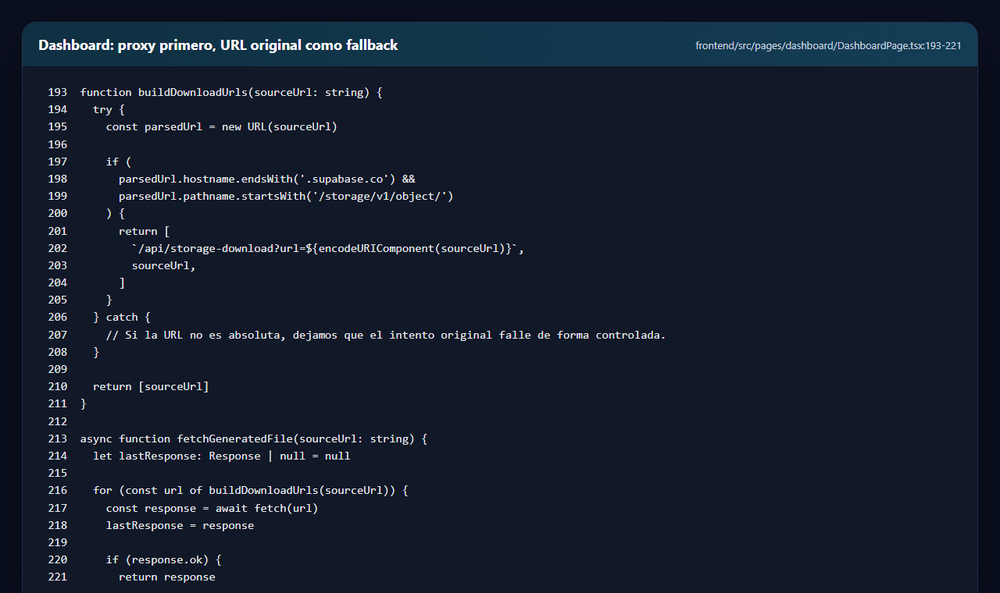 Dashboard: proxy primero, URL original como fallback
frontend/src/pages/dashboard/DashboardPage.tsx:193-221
193  function buildDownloadUrls(sourceUrl: string) {
194    try {
195      const parsedUrl = new URL(sourceUrl)
196
197      if (
198        parsedUrl.hostname.endsWith('.supabase.co') &&
199        parsedUrl.pathname.startsWith('/storage/v1/object/')
200      ) {
201        return [
202          `/api/storage-download?url=${encodeURIComponent(sourceUrl)}`,
203          sourceUrl,
204        ]
205      }
206    } catch {
207      // Si la URL no es absoluta, dejamos que el intento original falle de forma controlada.
208    }
209
210    return [sourceUrl]
211  }
212
213  async function fetchGeneratedFile(sourceUrl: string) {
214    let lastResponse: Response | null = null
215
216    for (const url of buildDownloadUrls(sourceUrl)) {
217      const response = await fetch(url)
218      lastResponse = response
219
220      if (response.ok) {
221        return response